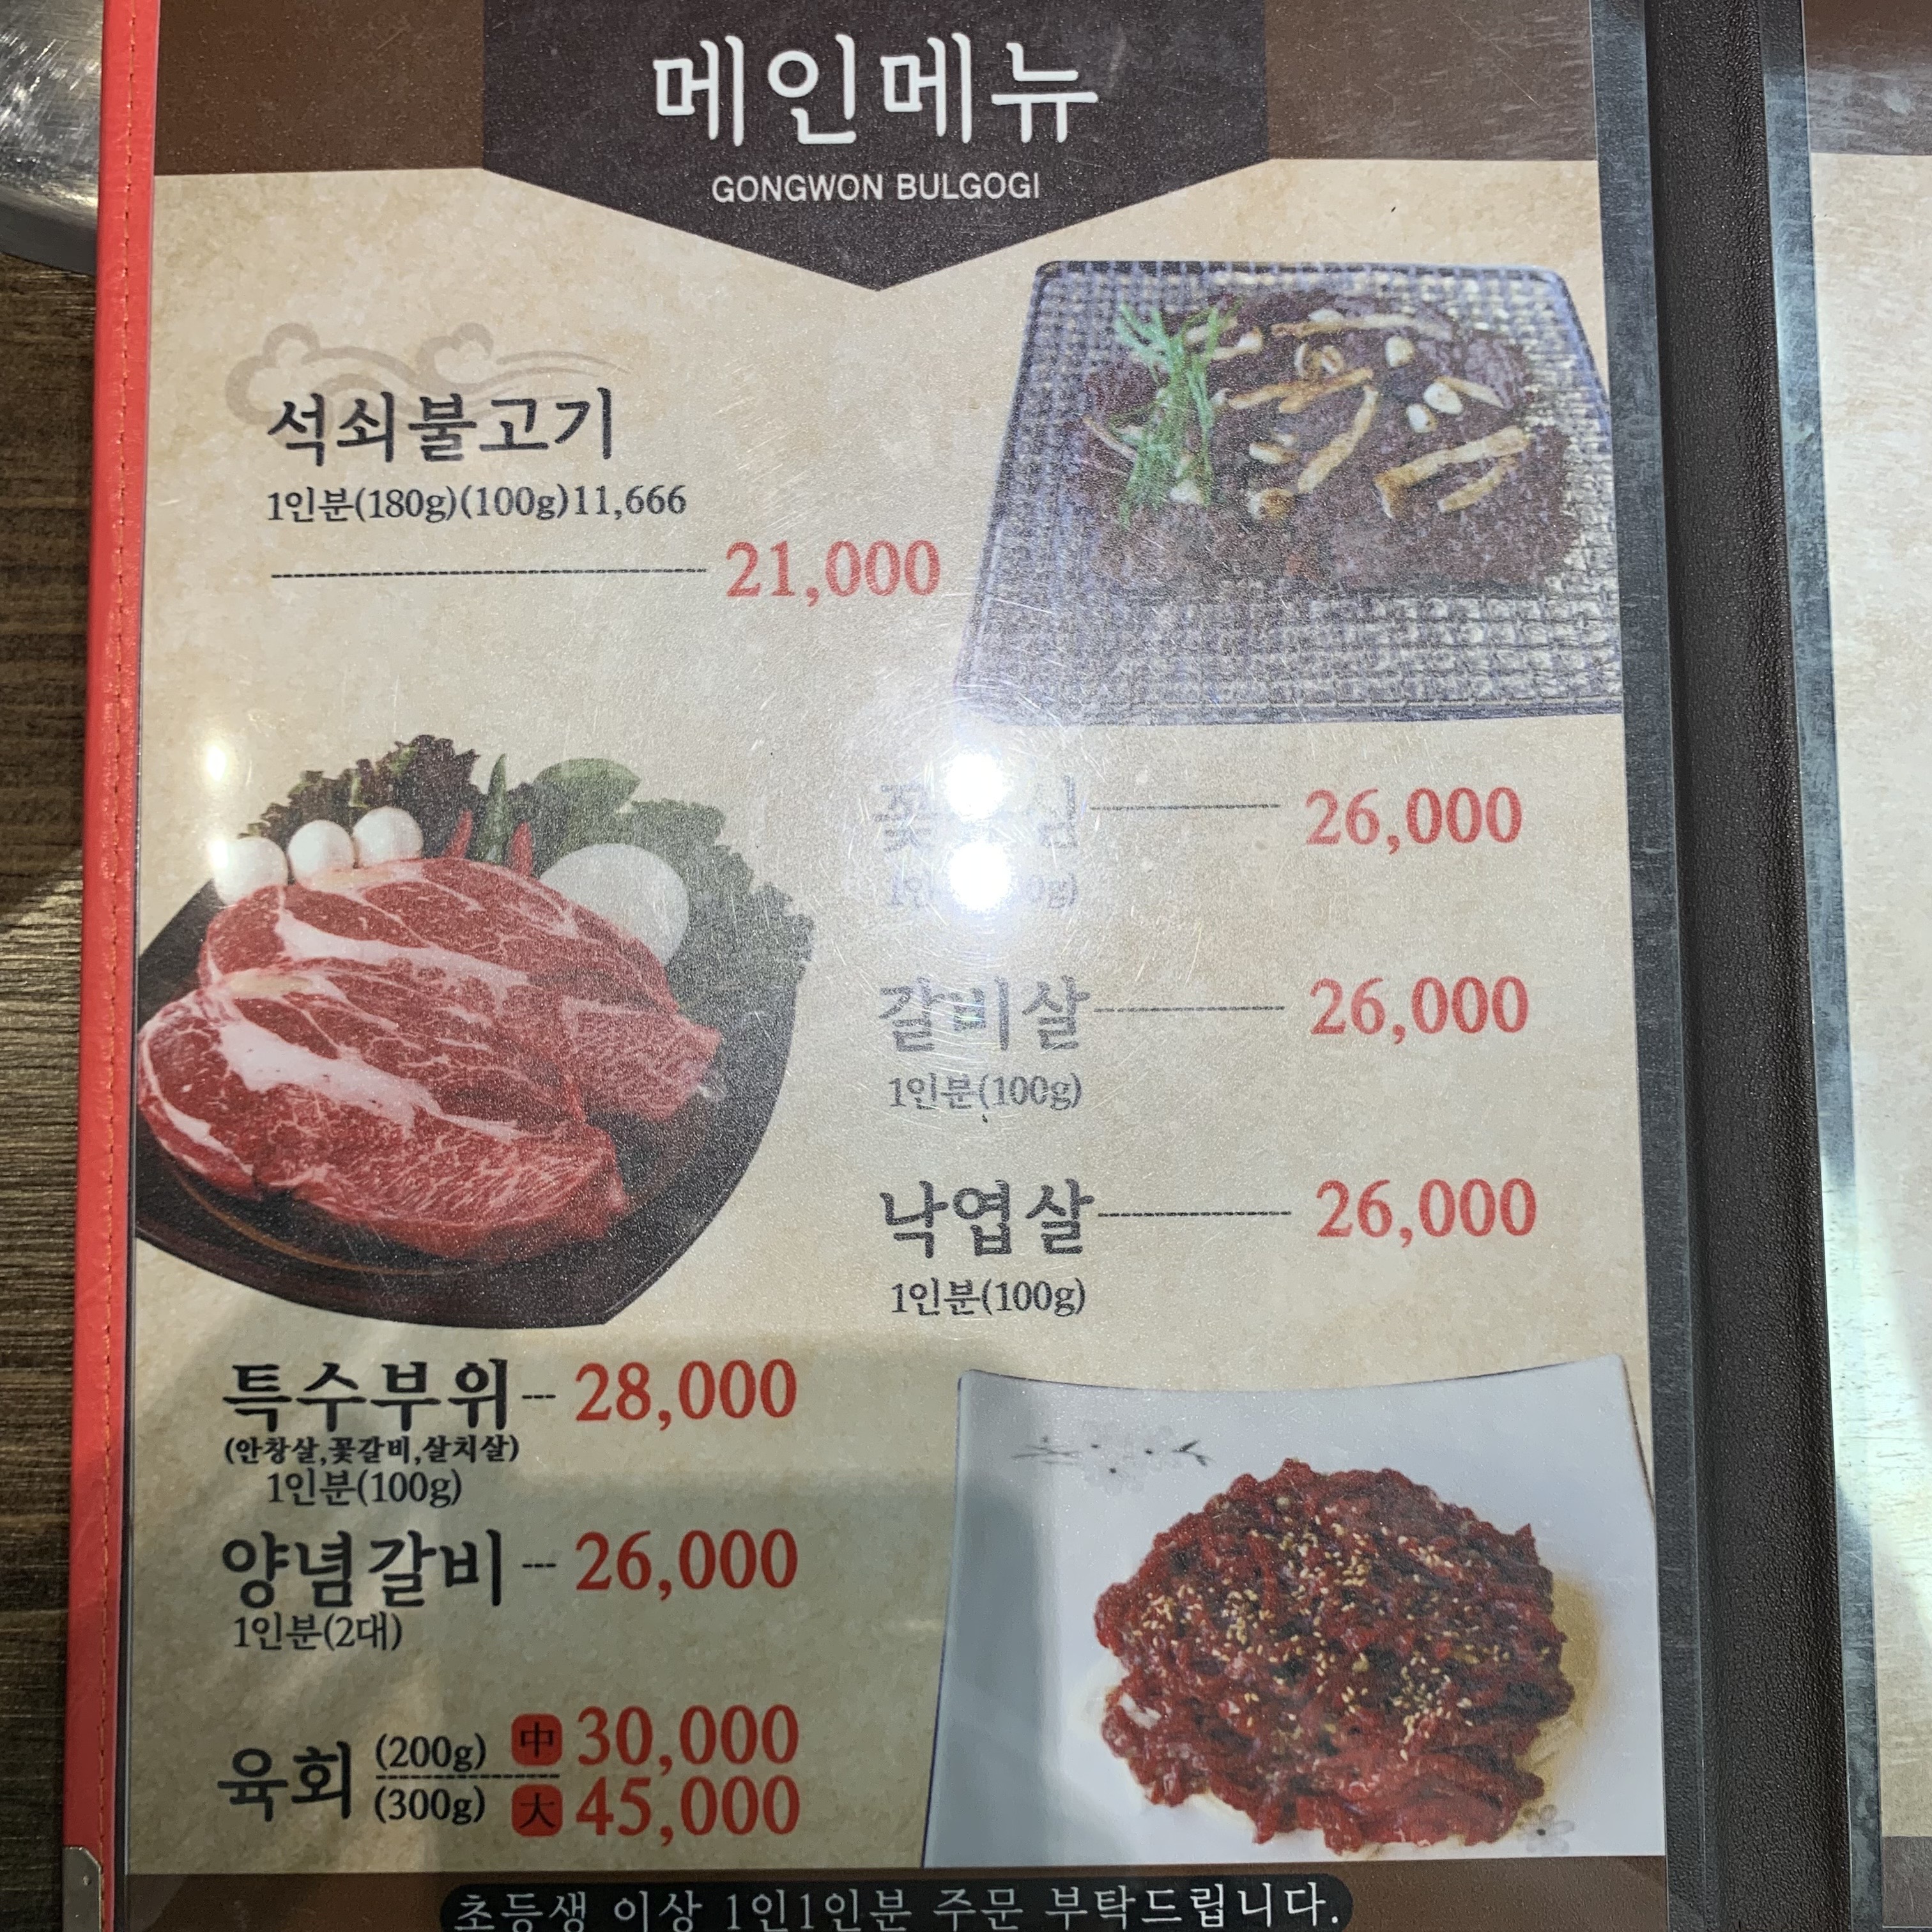 메인메뉴
GONGWON BULGOGI
석쇠불고기
1인분(180g)(100g)11,666
21,000
26,000
갈비살 26,000
1인분(100g)
낙엽살 26,000
1인분(100g)
특수부위 28,000
(안창살,꽃갈비,살치살)
1인분(100g)
양념갈비 26,000
1인분(2대)
육회 (200g) 中 30,000
(300g) 大 45,000
초등생 이상 1인1인분 주문 부탁드립니다.